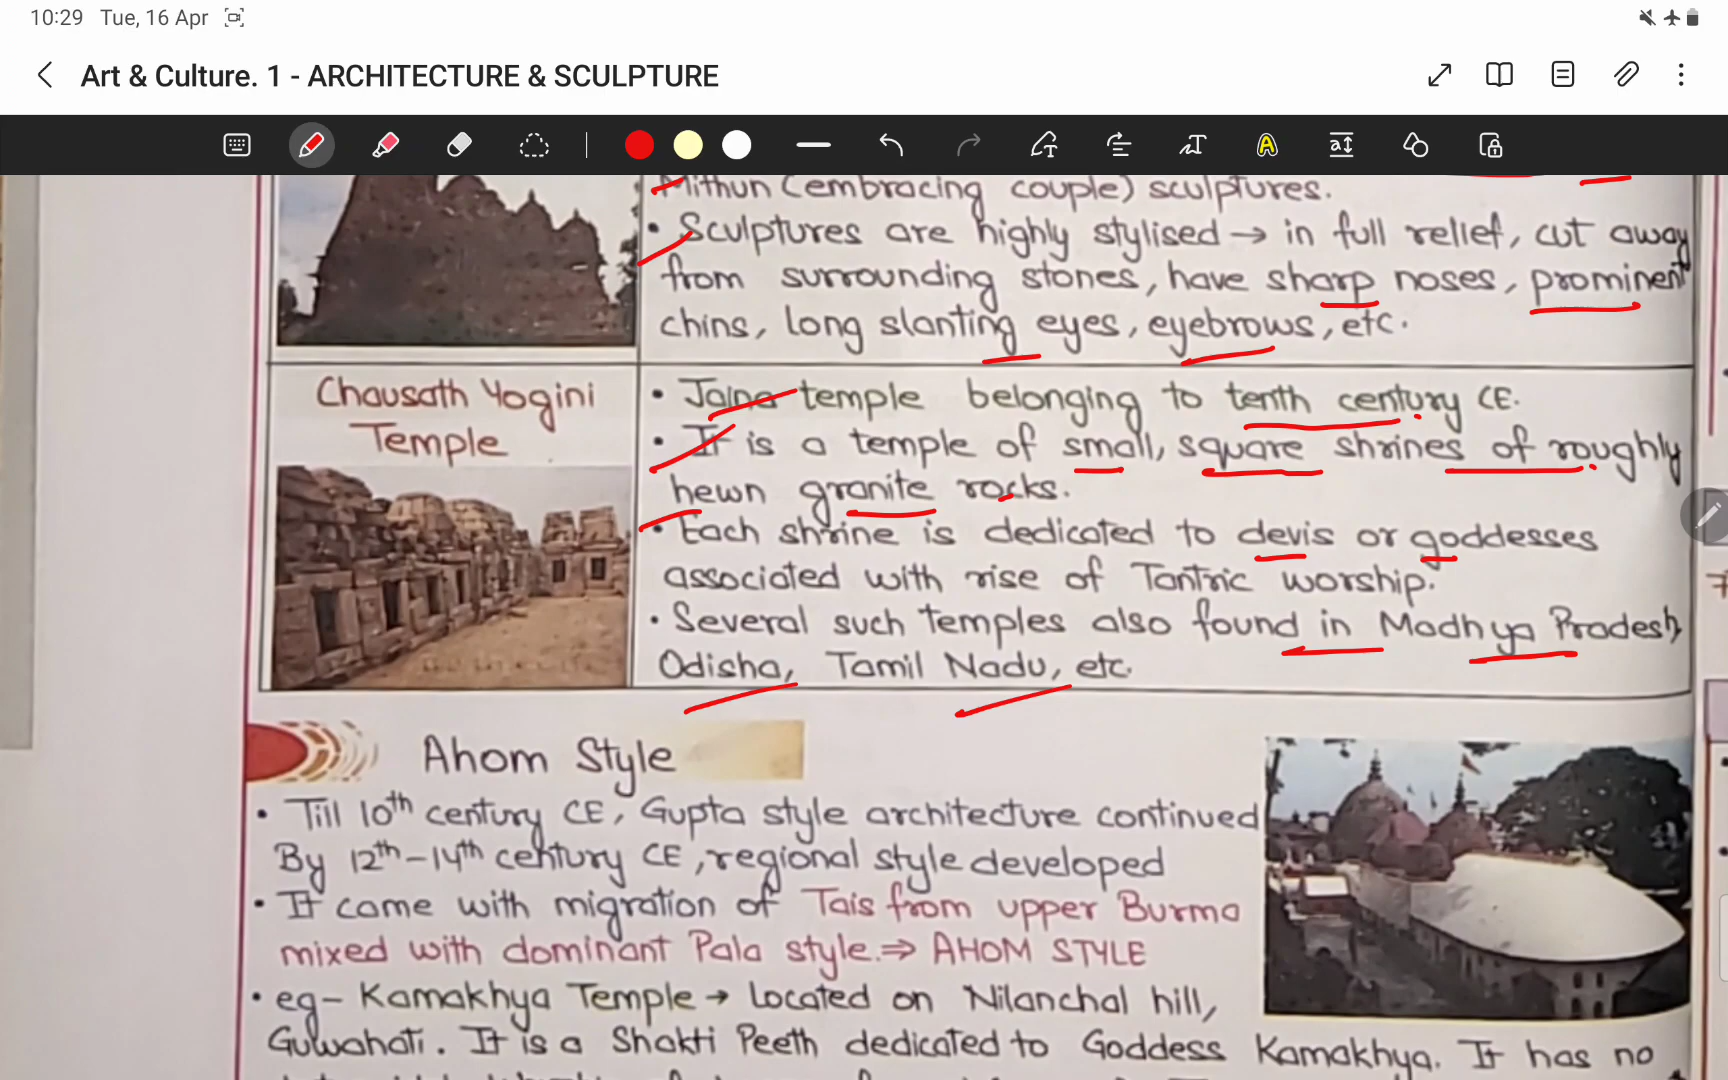 10:29 Tue, 16 Apr
Art & Culture. 1 - ARCHITECTURE & SCULPTURE
Mithun (embracing couple) sculptures.
• Sculptures are highly stylised → in full relief, cut away
from surrounding stones, have sharp noses, prominent
chins, long slanting eyes, eyebrows, etc.
Chausath Yogini
Temple
• Jaina temple belonging to tenth century CE.
• It is a temple of small, square shrines of roughly
hewn granite rocks.
• Each shrine is dedicated to devis or goddesses
associated with rise of Tantric worship.
• Several such temples also found in Madhya Pradesh,
Odisha, Tamil Nadu, etc.
Ahom Style
• Till 10th century CE, Gupta style architecture continued
By 12th-14th century CE, regional style developed
• It came with migration of Tais from upper Burma
mixed with dominant Pala style. ⇒ AHOM STYLE
• eg- Kamakhya Temple → Located on Nilanchal hill,
Guwahati. It is a Shakti Peeth dedicated to Goddess Kamakhya. It has no